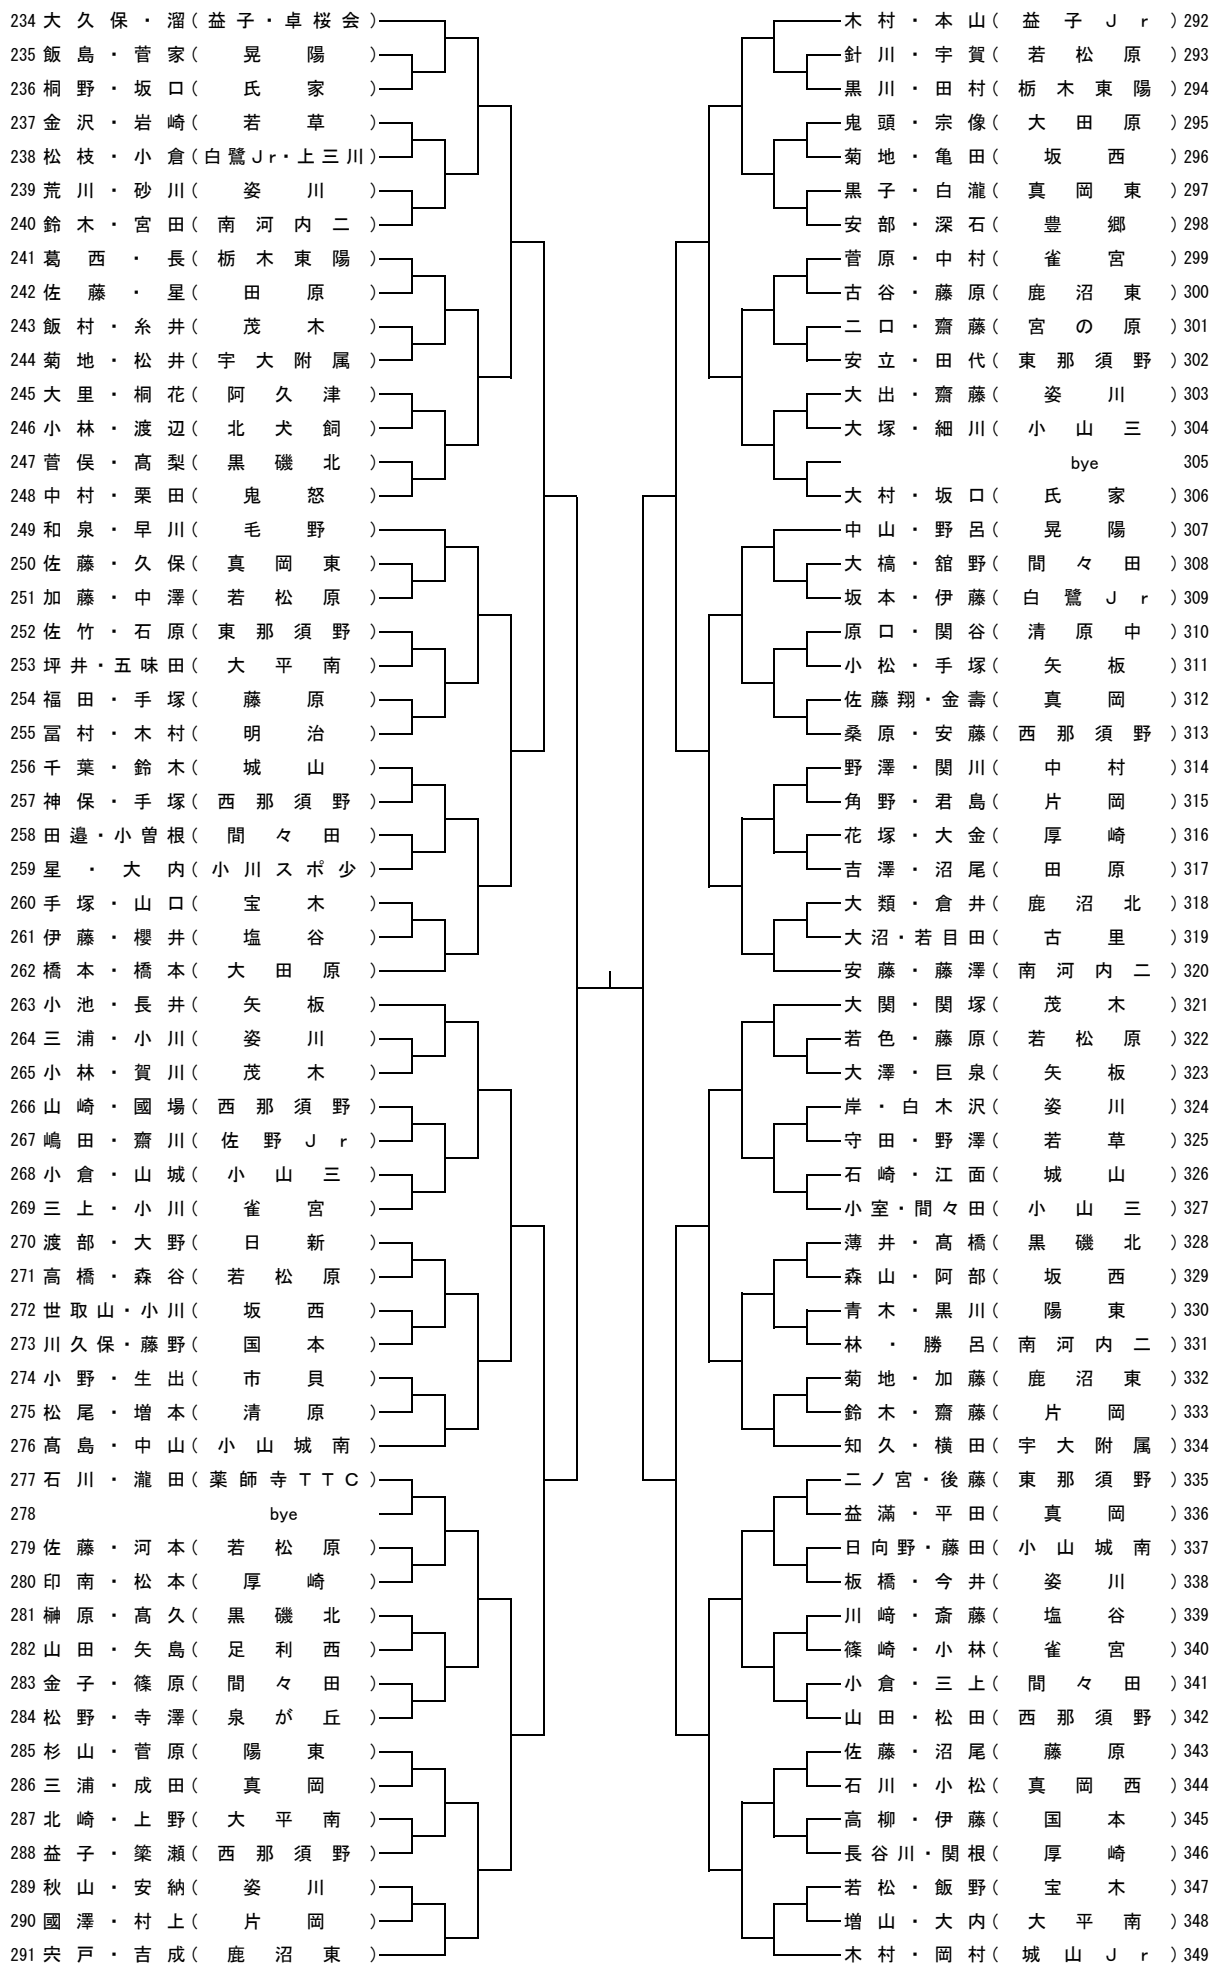 234 大久保・溜(益子・卓桜会)
235 飯島・菅家(晃陽)
236 桐野・坂口(氏家)
237 金沢・岩崎(若草)
238 松枝・小倉(白鷺Jr・上三川)
239 荒川・砂川(姿川)
240 鈴木・宮田(南河内二)
241 葛西・長(栃木東陽)
242 佐藤・星(田原)
243 飯村・糸井(茂木)
244 菊地・松井(宇大附属)
245 大里・桐花(阿久津)
246 小林・渡辺(北犬飼)
247 菅俣・髙梨(黒磯北)
248 中村・栗田(鬼怒)
249 和泉・早川(毛野)
250 佐藤・久保(真岡東)
251 加藤・中澤(若松原)
252 佐竹・石原(東那須野)
253 坪井・五味田(大平南)
254 福田・手塚(藤原)
255 冨村・木村(明治)
256 千葉・鈴木(城山)
257 神保・手塚(西那須野)
258 田邉・小曽根(間々田)
259 星・大内(小川スポ少)
260 手塚・山口(宝木)
261 伊藤・櫻井(塩谷)
262 橋本・橋本(大田原)
263 小池・長井(矢板)
264 三浦・小川(姿川)
265 小林・賀川(茂木)
266 山崎・國場(西那須野)
267 嶋田・齋川(佐野Jr)
268 小倉・山城(小山三)
269 三上・小川(雀宮)
270 渡部・大野(日新)
271 高橋・森谷(若松原)
272 世取山・小川(坂西)
273 川久保・藤野(国本)
274 小野・生出(市貝)
275 松尾・増本(清原)
276 髙島・中山(小山城南)
277 石川・瀧田(薬師寺TTC)
278 bye
279 佐藤・河本(若松原)
280 印南・松本(厚崎)
281 榊原・髙久(黒磯北)
282 山田・矢島(足利西)
283 金子・篠原(間々田)
284 松野・寺澤(泉が丘)
285 杉山・菅原(陽東)
286 三浦・成田(真岡)
287 北崎・上野(大平南)
288 益子・簗瀬(西那須野)
289 秋山・安納(姿川)
290 國澤・村上(片岡)
291 宍戸・吉成(鹿沼東)
木村・本山(益子Jr)292
針川・宇賀(若松原)293
黒川・田村(栃木東陽)294
鬼頭・宗像(大田原)295
菊地・亀田(坂西)296
黒子・白瀧(真岡東)297
安部・深石(豊郷)298
菅原・中村(雀宮)299
古谷・藤原(鹿沼東)300
二口・齋藤(宮の原)301
安立・田代(東那須野)302
大出・齋藤(姿川)303
大塚・細川(小山三)304
bye 305
大村・坂口(氏家)306
中山・野呂(晃陽)307
大橋・舘野(間々田)308
坂本・伊藤(白鷺Jr)309
原口・関谷(清原中)310
小松・手塚(矢板)311
佐藤翔・金壽(真岡)312
桑原・安藤(西那須野)313
野澤・関川(中村)314
角野・君島(片岡)315
花塚・大金(厚崎)316
吉澤・沼尾(田原)317
大類・倉井(鹿沼北)318
大沼・若目田(古里)319
安藤・藤澤(南河内二)320
大関・関塚(茂木)321
若色・藤原(若松原)322
大澤・巨泉(矢板)323
岸・白木沢(姿川)324
守田・野澤(若草)325
石崎・江面(城山)326
小室・間々田(小山三)327
薄井・髙橋(黒磯北)328
森山・阿部(坂西)329
青木・黒川(陽東)330
林・勝呂(南河内二)331
菊地・加藤(鹿沼東)332
鈴木・齋藤(片岡)333
知久・横田(宇大附属)334
二ノ宮・後藤(東那須野)335
益滿・平田(真岡)336
日向野・藤田(小山城南)337
板橋・今井(姿川)338
川﨑・斎藤(塩谷)339
篠崎・小林(雀宮)340
小倉・三上(間々田)341
山田・松田(西那須野)342
佐藤・沼尾(藤原)343
石川・小松(真岡西)344
高柳・伊藤(国本)345
長谷川・関根(厚崎)346
若松・飯野(宝木)347
増山・大内(大平南)348
木村・岡村(城山Jr)349